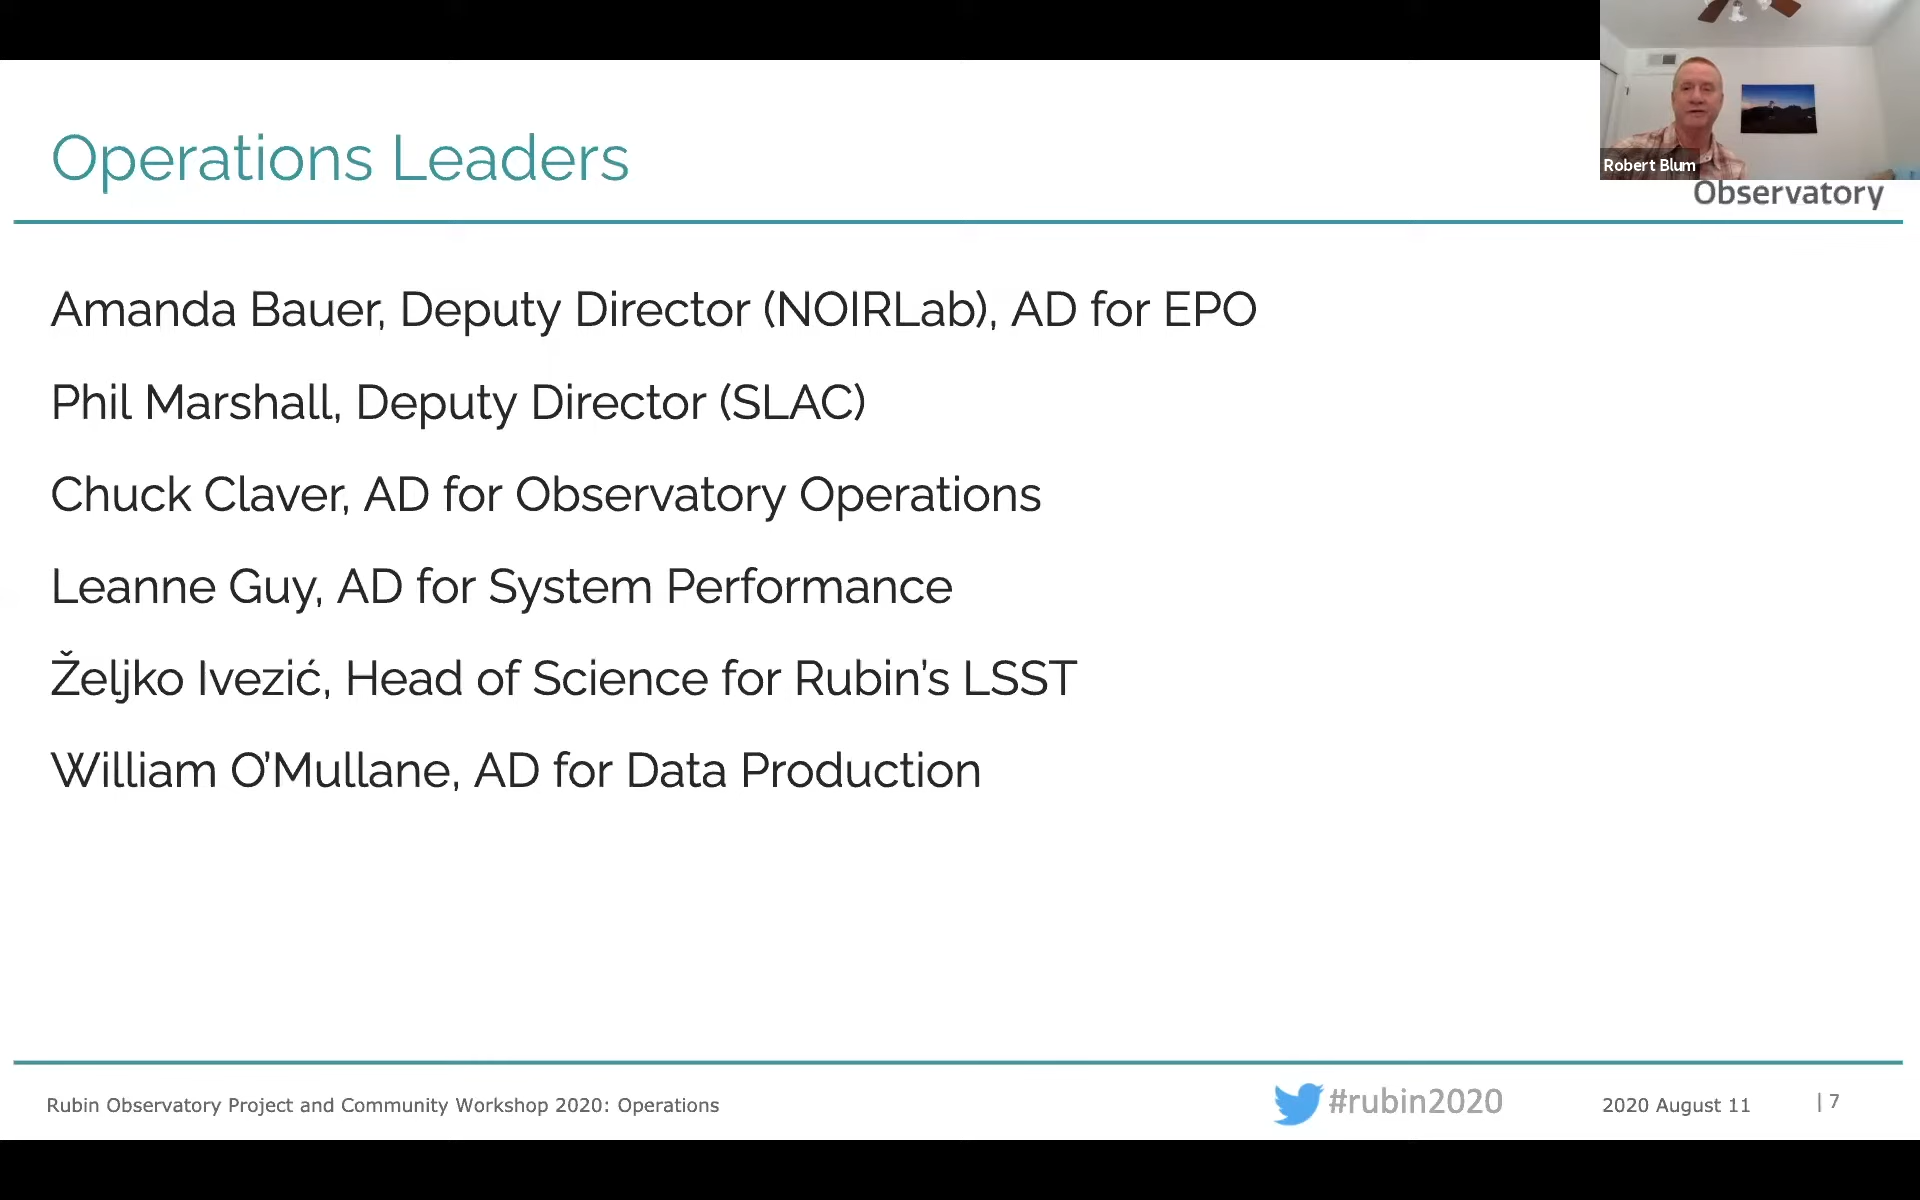 Robert Blum
Operations Leaders
Observatory
Amanda Bauer, Deputy Director (NOIRLab), AD for EPO
Phil Marshall, Deputy Director (SLAC)
Chuck Claver, AD for Observatory Operations
Leanne Guy, AD for System Performance
Željko Ivezić, Head of Science for Rubin’s LSST
William O’Mullane, AD for Data Production
Rubin Observatory Project and Community Workshop 2020: Operations
#rubin2020
2020 August 11
| 7